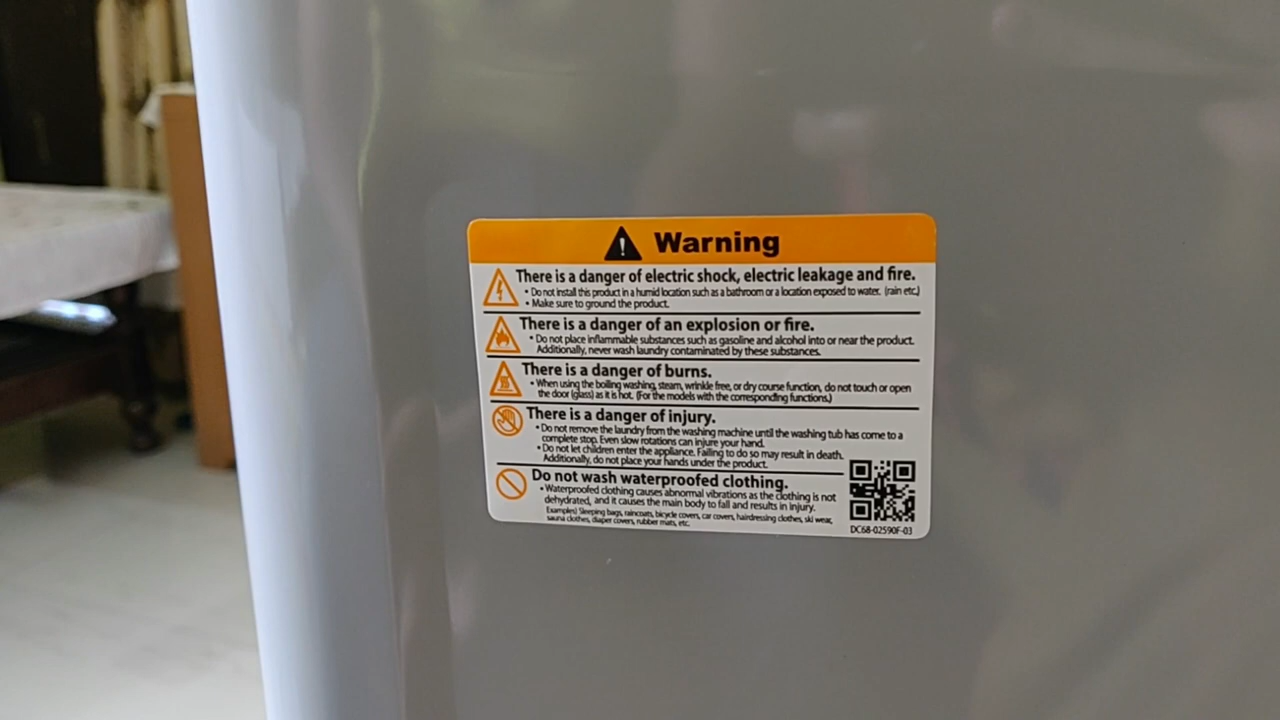 Warning
There is a danger of electric shock, electric leakage and fire.
• Do not install this product in a humid location such as a bathroom or a location exposed to water. (rain etc.)
• Make sure to ground the product.
There is a danger of an explosion or fire.
• Do not place inflammable substances such as gasoline and alcohol into or near the product.
Additionally, never wash laundry contaminated by these substances.
There is a danger of burns.
• When using the boiling washing, steam, wrinkle free, or dry course function, do not touch or open
the door (glass) as it is hot. (For the models with the corresponding functions.)
There is a danger of injury.
• Do not remove the laundry from the washing machine until the washing tub has come to a
complete stop. Even slow rotations can injure your hand.
• Do not let children enter the appliance. Failing to do so may result in death.
Additionally, do not place your hands under the product.
Do not wash waterproofed clothing.
• Waterproofed clothing causes abnormal vibrations as the clothing is not
dehydrated, and it causes the main body to fall and results in injury.
Examples) Sleeping bags, raincoats, bicycle covers, car covers, hairdressing clothes, ski wear,
sauna clothes, diaper covers, rubber mats, etc.
DC68-02590F-03